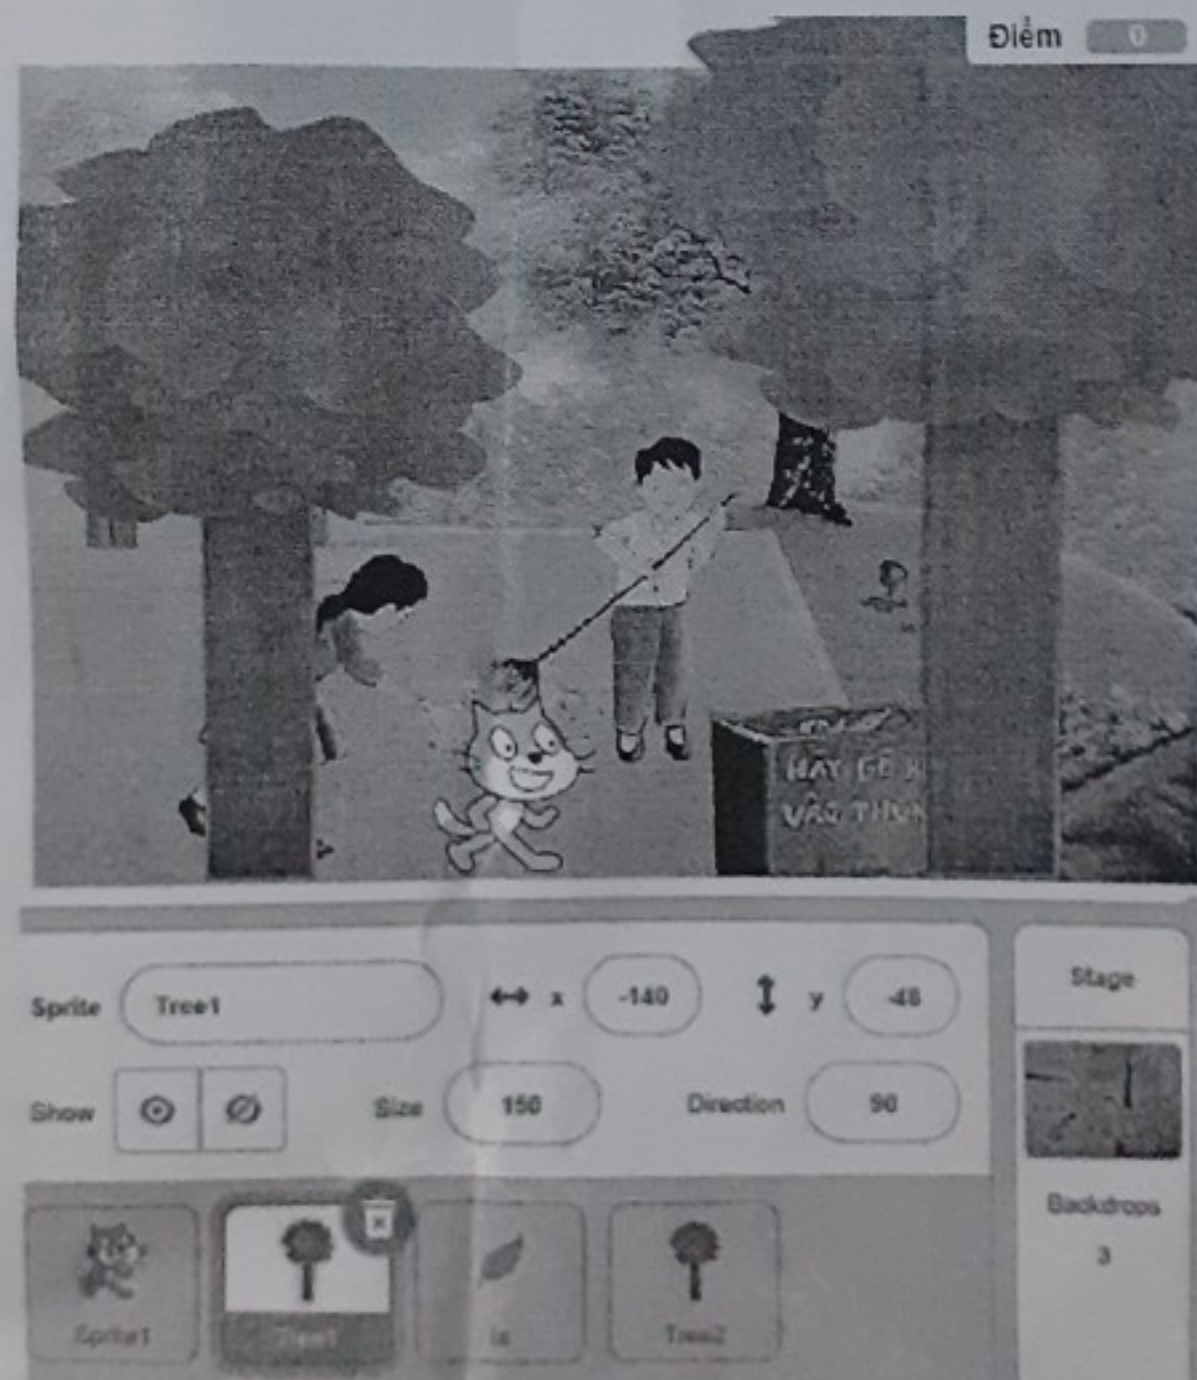 Điểm 0
HÃY BỎ
VÀO THÙN
Sprite Tree1 x -140 y -48
Stage
Show Size 150 Direction 90
Backdrops
3
Sprite1 Tree1 la Tree2